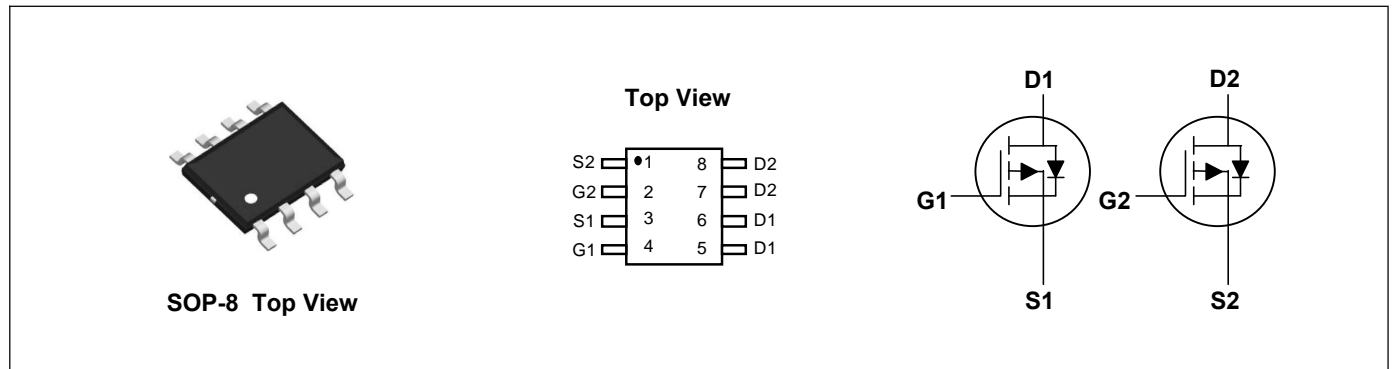 SOP-8 Top View
Top View
S2 1 8 D2
G2 2 7 D2
S1 3 6 D1
G1 4 5 D1
D1 D2
G1 G2
S1 S2